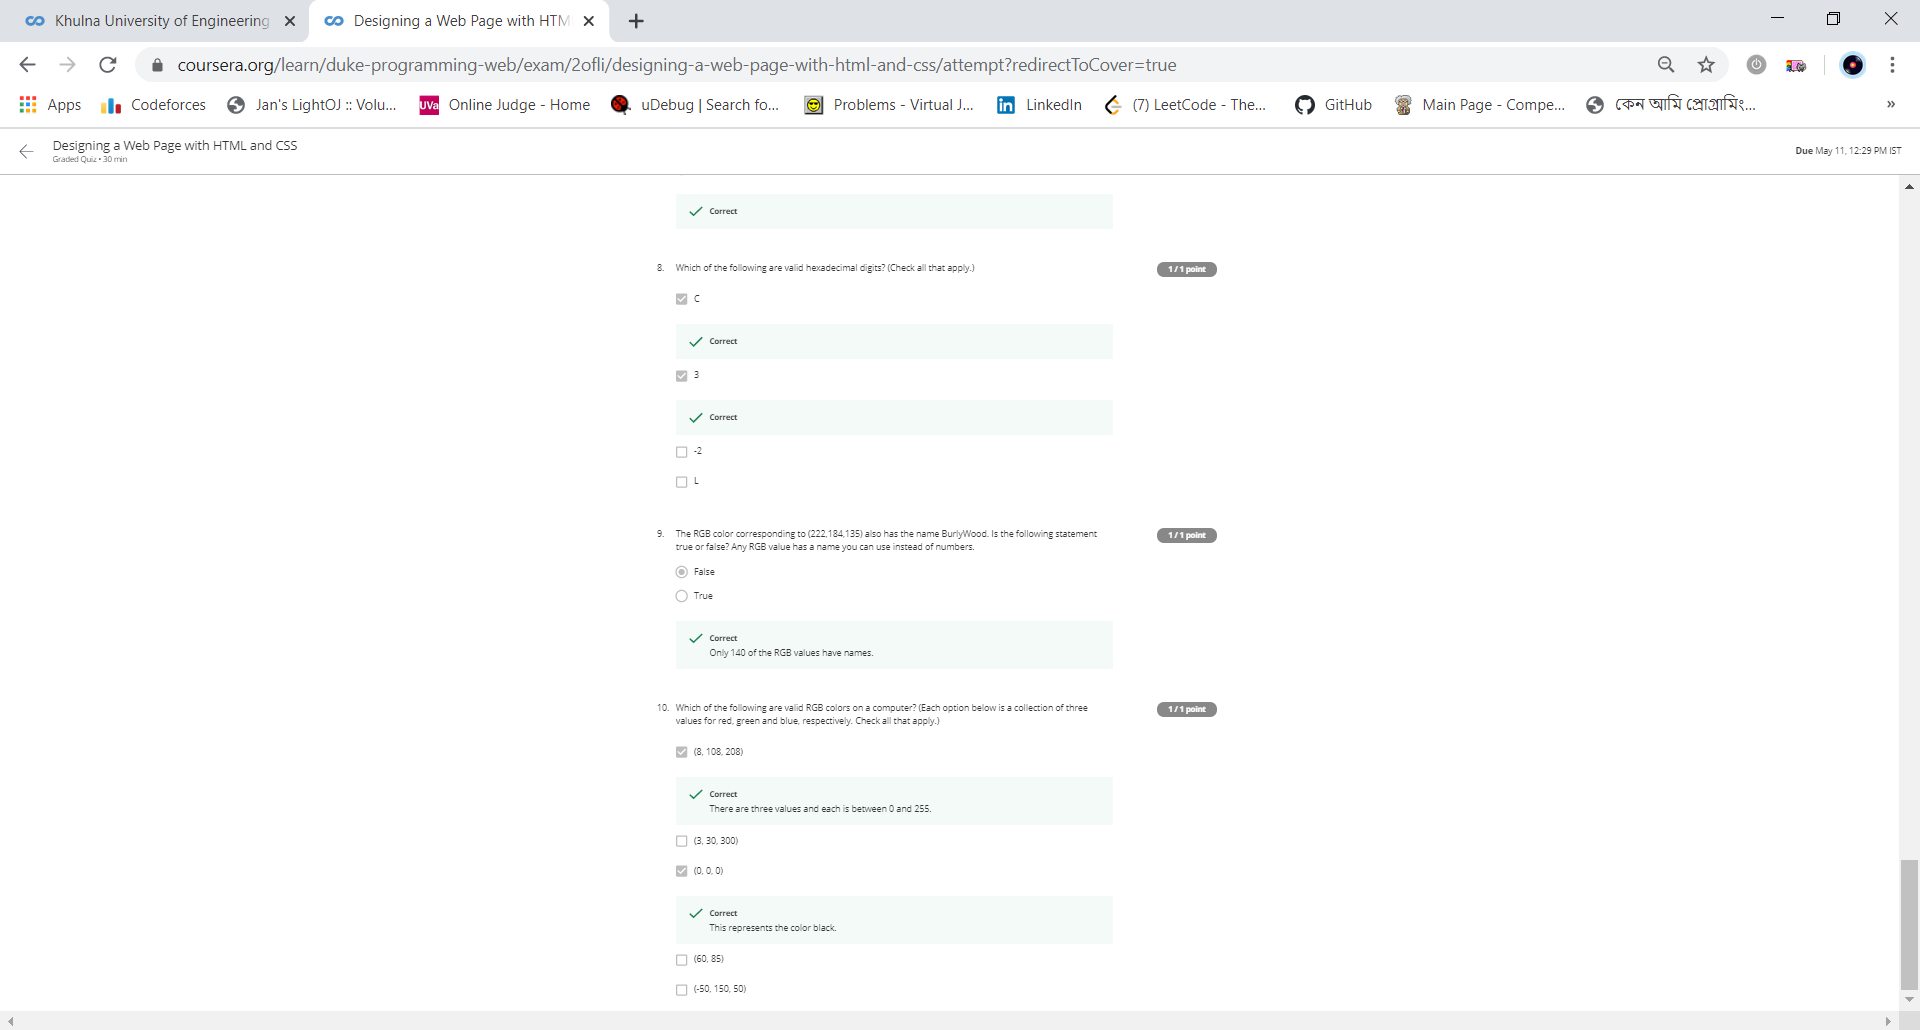 Khulna University of Engineering
Designing a Web Page with HTM
coursera.org/learn/duke-programming-web/exam/2ofli/designing-a-web-page-with-html-and-css/attempt?redirectToCover=true
Apps
Codeforces
Jan's LightOJ :: Volu...
UVa
Online Judge - Home
uDebug | Search fo...
Problems - Virtual J...
in
LinkedIn
(7) LeetCode - The...
GitHub
Main Page - Compe...
কেন আমি প্রোগ্রামিং...
»
Designing a Web Page with HTML and CSS
Graded Quiz • 30 min
Due May 11, 12:29 PM IST
Correct
8. Which of the following are valid hexadecimal digits? (Check all that apply.)
1 / 1 point
C
Correct
3
Correct
-2
L
9. The RGB color corresponding to (222,184,135) also has the name BurlyWood. Is the following statement
true or false? Any RGB value has a name you can use instead of numbers.
1 / 1 point
False
True
Correct
Only 140 of the RGB values have names.
10. Which of the following are valid RGB colors on a computer? (Each option below is a collection of three
values for red, green and blue, respectively. Check all that apply.)
1 / 1 point
(8, 108, 208)
Correct
There are three values and each is between 0 and 255.
(3, 30, 300)
(0, 0, 0)
Correct
This represents the color black.
(60, 85)
(-50, 150, 50)